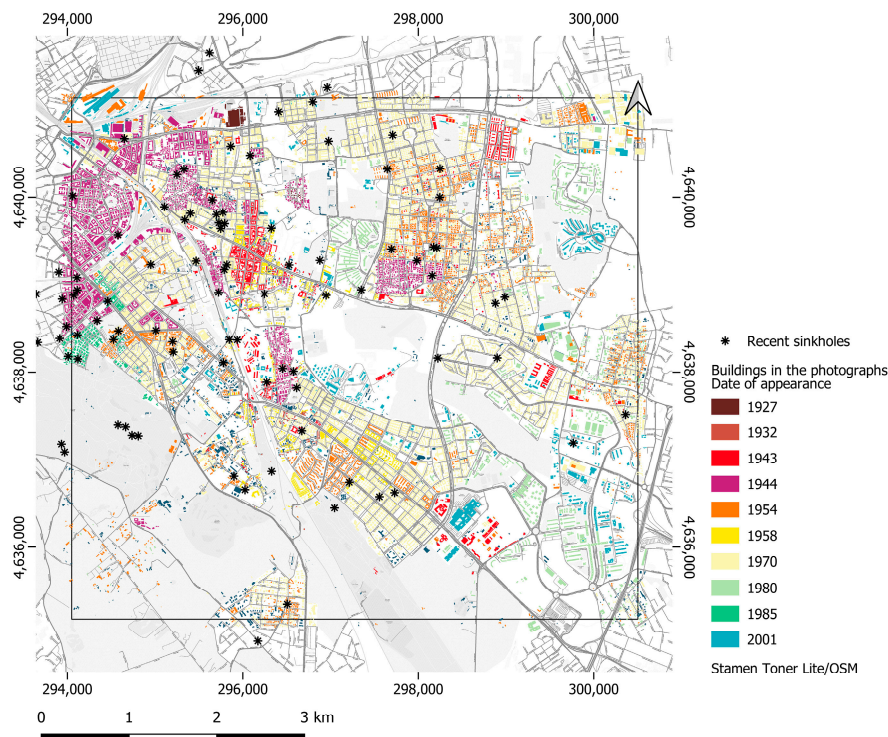 294,000 296,000 298,000 300,000
4,640,000
4,640,000
4,638,000
4,638,000
4,636,000
4,636,000
294,000 296,000 298,000 300,000
0 1 2 3 km
Recent sinkholes
Buildings in the photographs
Date of appearance
1927
1932
1943
1944
1954
1958
1970
1980
1985
2001
Stamen Toner Lite/OSM